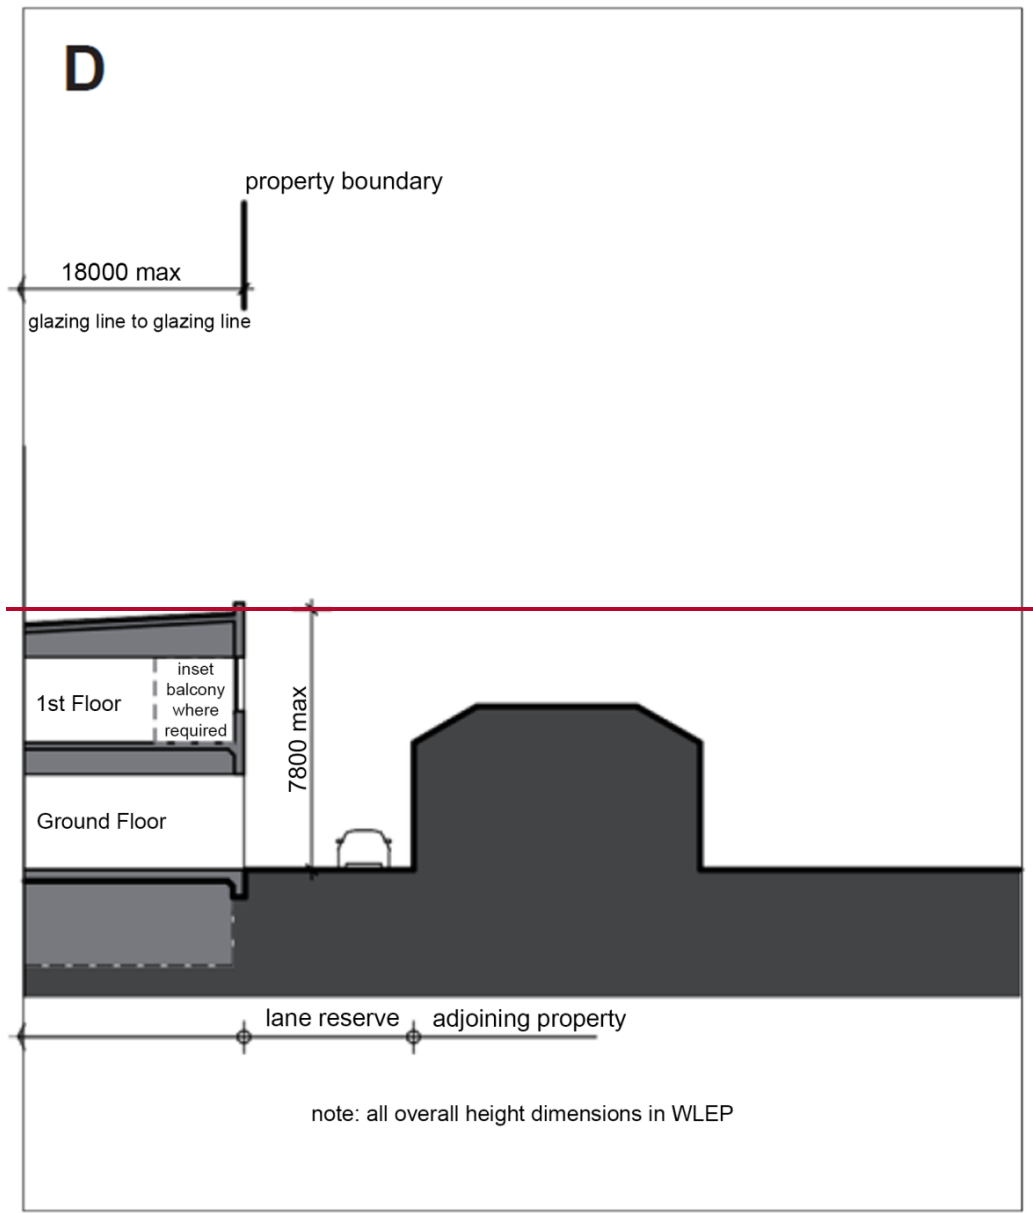 D
property boundary
18000 max
glazing line to glazing line
inset
balcony
where
required
1st Floor
7800 max
Ground Floor
lane reserve
adjoining property
note: all overall height dimensions in WLEP